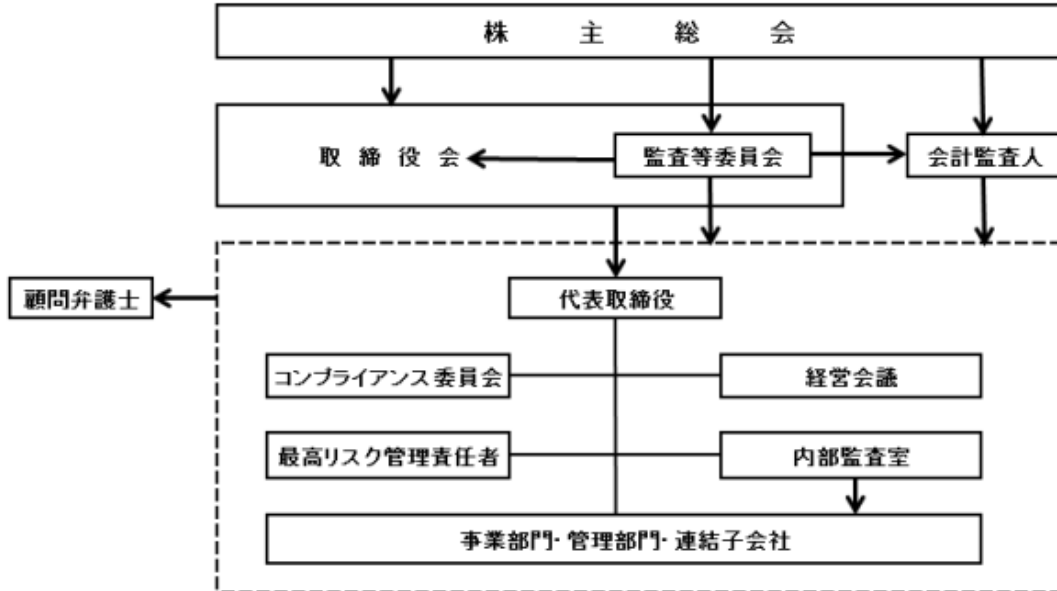 株主総会
取締役会
監査等委員会
会計監査人
顧問弁護士
代表取締役
コンプライアンス委員会
経営会議
最高リスク管理責任者
内部監査室
事業部門・管理部門・連結子会社